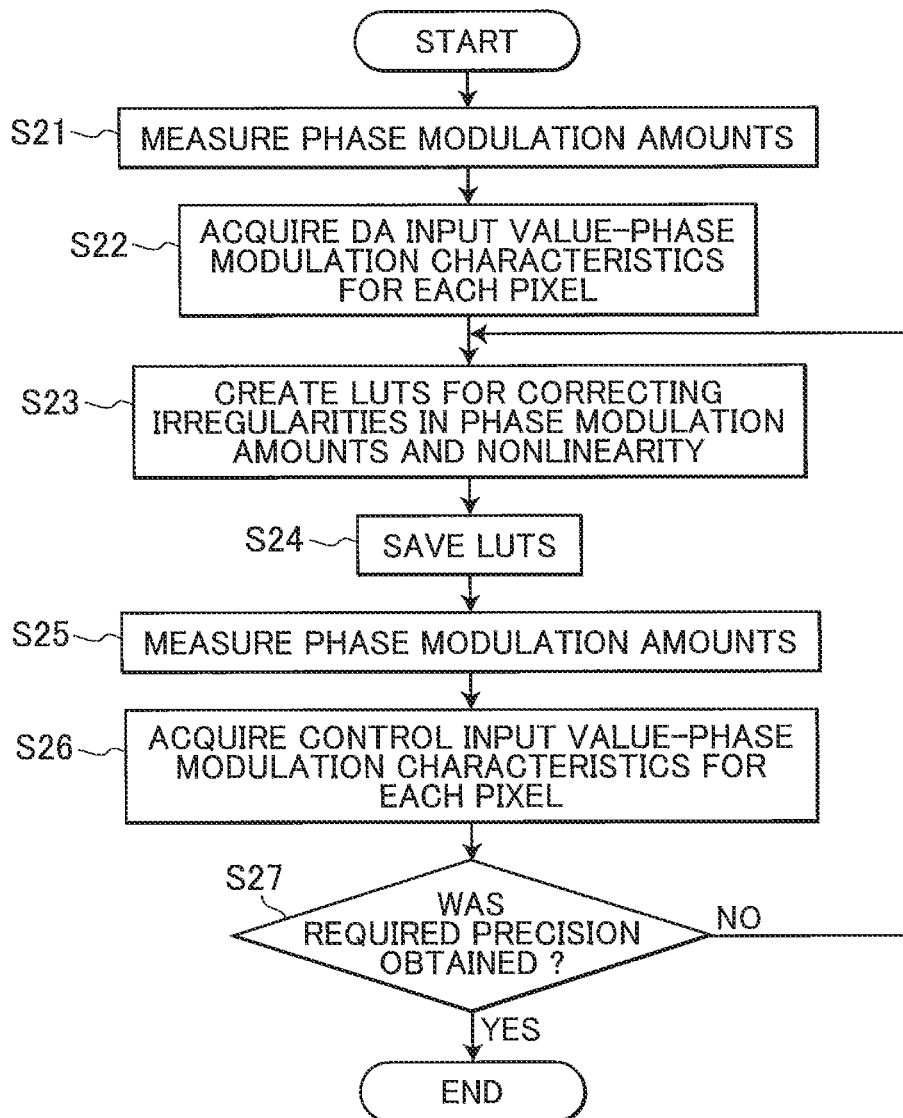 START
S21
MEASURE PHASE MODULATION AMOUNTS
S22
ACQUIRE DA INPUT VALUE-PHASE
MODULATION CHARACTERISTICS
FOR EACH PIXEL
S23
CREATE LUTS FOR CORRECTING
IRREGULARITIES IN PHASE MODULATION
AMOUNTS AND NONLINEARITY
S24
SAVE LUTS
S25
MEASURE PHASE MODULATION AMOUNTS
S26
ACQUIRE CONTROL INPUT VALUE-PHASE
MODULATION CHARACTERISTICS FOR
EACH PIXEL
S27
WAS
REQUIRED PRECISION
OBTAINED ?
NO
YES
END